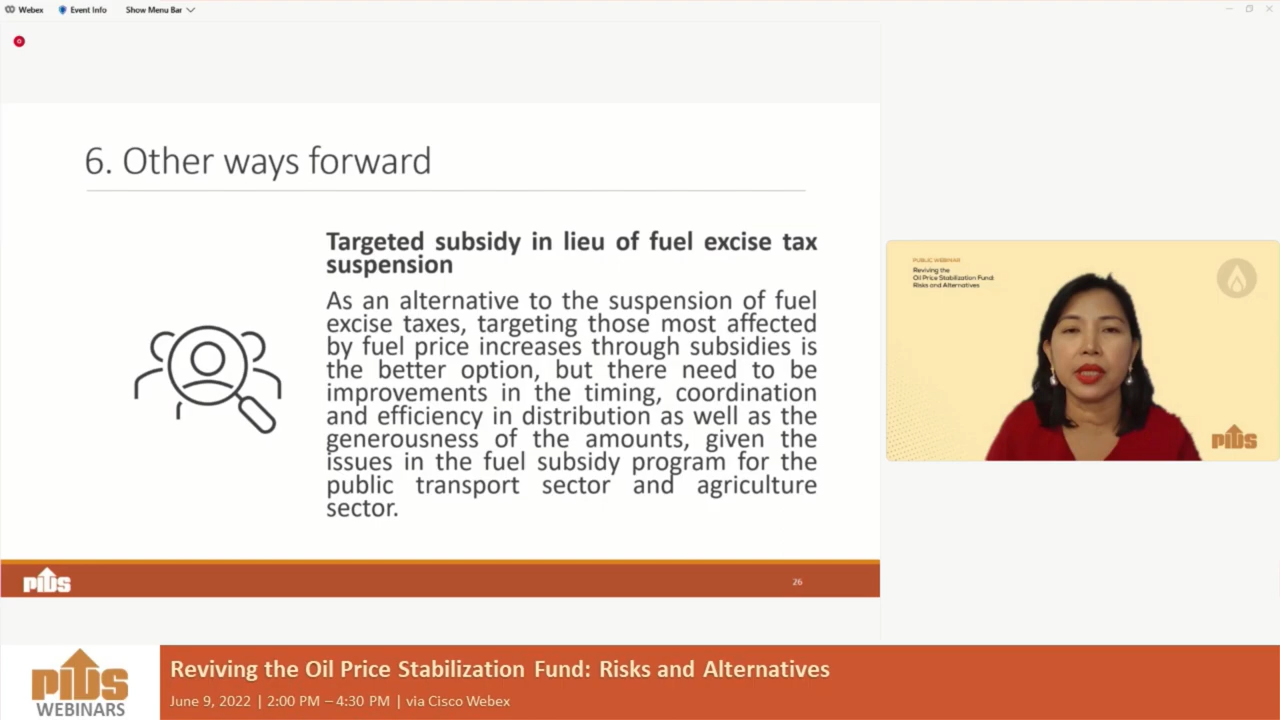 Webex
Event Info
Show Menu Bar
6. Other ways forward
Targeted subsidy in lieu of fuel excise tax
suspension
As an alternative to the suspension of fuel
excise taxes, targeting those most affected
by fuel price increases through subsidies is
the better option, but there need to be
improvements in the timing, coordination
and efficiency in distribution as well as the
generousness of the amounts, given the
issues in the fuel subsidy program for the
public transport sector and agriculture
sector.
PIDS
26
PUBLIC WEBINAR
Reviving the
Oil Price Stabilization Fund:
Risks and Alternatives
PIDS
PIDS
WEBINARS
Reviving the Oil Price Stabilization Fund: Risks and Alternatives
June 9, 2022 | 2:00 PM – 4:30 PM | via Cisco Webex